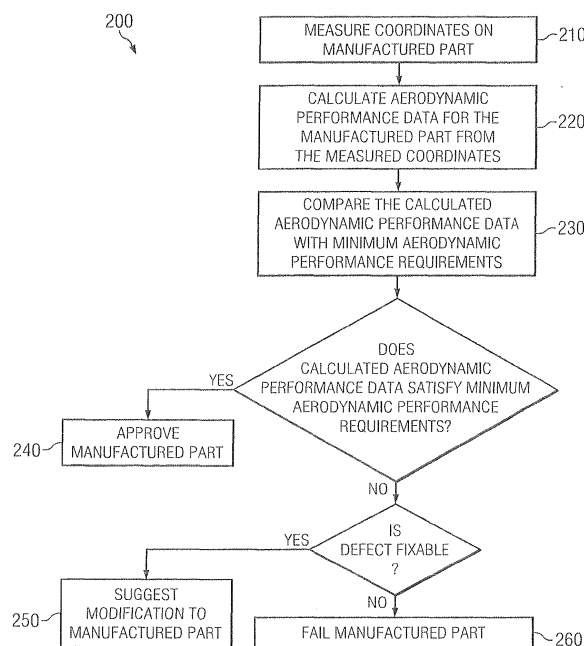 200
MEASURE COORDINATES ON
MANUFACTURED PART
210
CALCULATE AERODYNAMIC
PERFORMANCE DATA FOR THE
MANUFACTURED PART FROM
THE MEASURED COORDINATES
220
COMPARE THE CALCULATED
AERODYNAMIC PERFORMANCE DATA
WITH MINIMUM AERODYNAMIC
PERFORMANCE REQUIREMENTS
230
DOES
CALCULATED AERODYNAMIC
PERFORMANCE DATA SATISFY MINIMUM
AERODYNAMIC PERFORMANCE
REQUIREMENTS?
YES
APPROVE
MANUFACTURED PART
240
NO
IS
DEFECT FIXABLE
?
YES
SUGGEST
MODIFICATION TO
MANUFACTURED PART
250
NO
FAIL MANUFACTURED PART
260